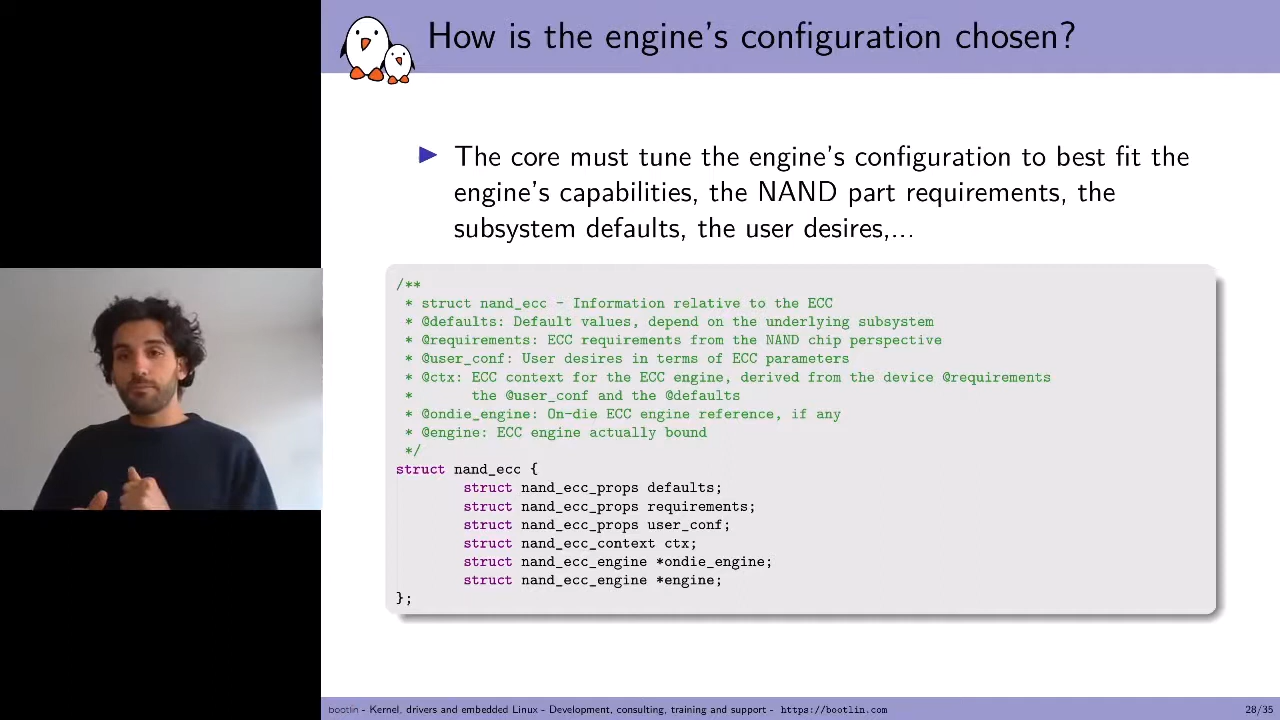 How is the engine's configuration chosen?
The core must tune the engine's configuration to best fit the
engine's capabilities, the NAND part requirements, the
subsystem defaults, the user desires,...
/**
 * struct nand_ecc - Information relative to the ECC
 * @defaults: Default values, depend on the underlying subsystem
 * @requirements: ECC requirements from the NAND chip perspective
 * @user_conf: User desires in terms of ECC parameters
 * @ctx: ECC context for the ECC engine, derived from the device @requirements
 *       the @user_conf and the @defaults
 * @ondie_engine: On-die ECC engine reference, if any
 * @engine: ECC engine actually bound
 */
struct nand_ecc {
        struct nand_ecc_props defaults;
        struct nand_ecc_props requirements;
        struct nand_ecc_props user_conf;
        struct nand_ecc_context ctx;
        struct nand_ecc_engine *ondie_engine;
        struct nand_ecc_engine *engine;
};
bootlin - Kernel, drivers and embedded Linux - Development, consulting, training and support - https://bootlin.com 28/35